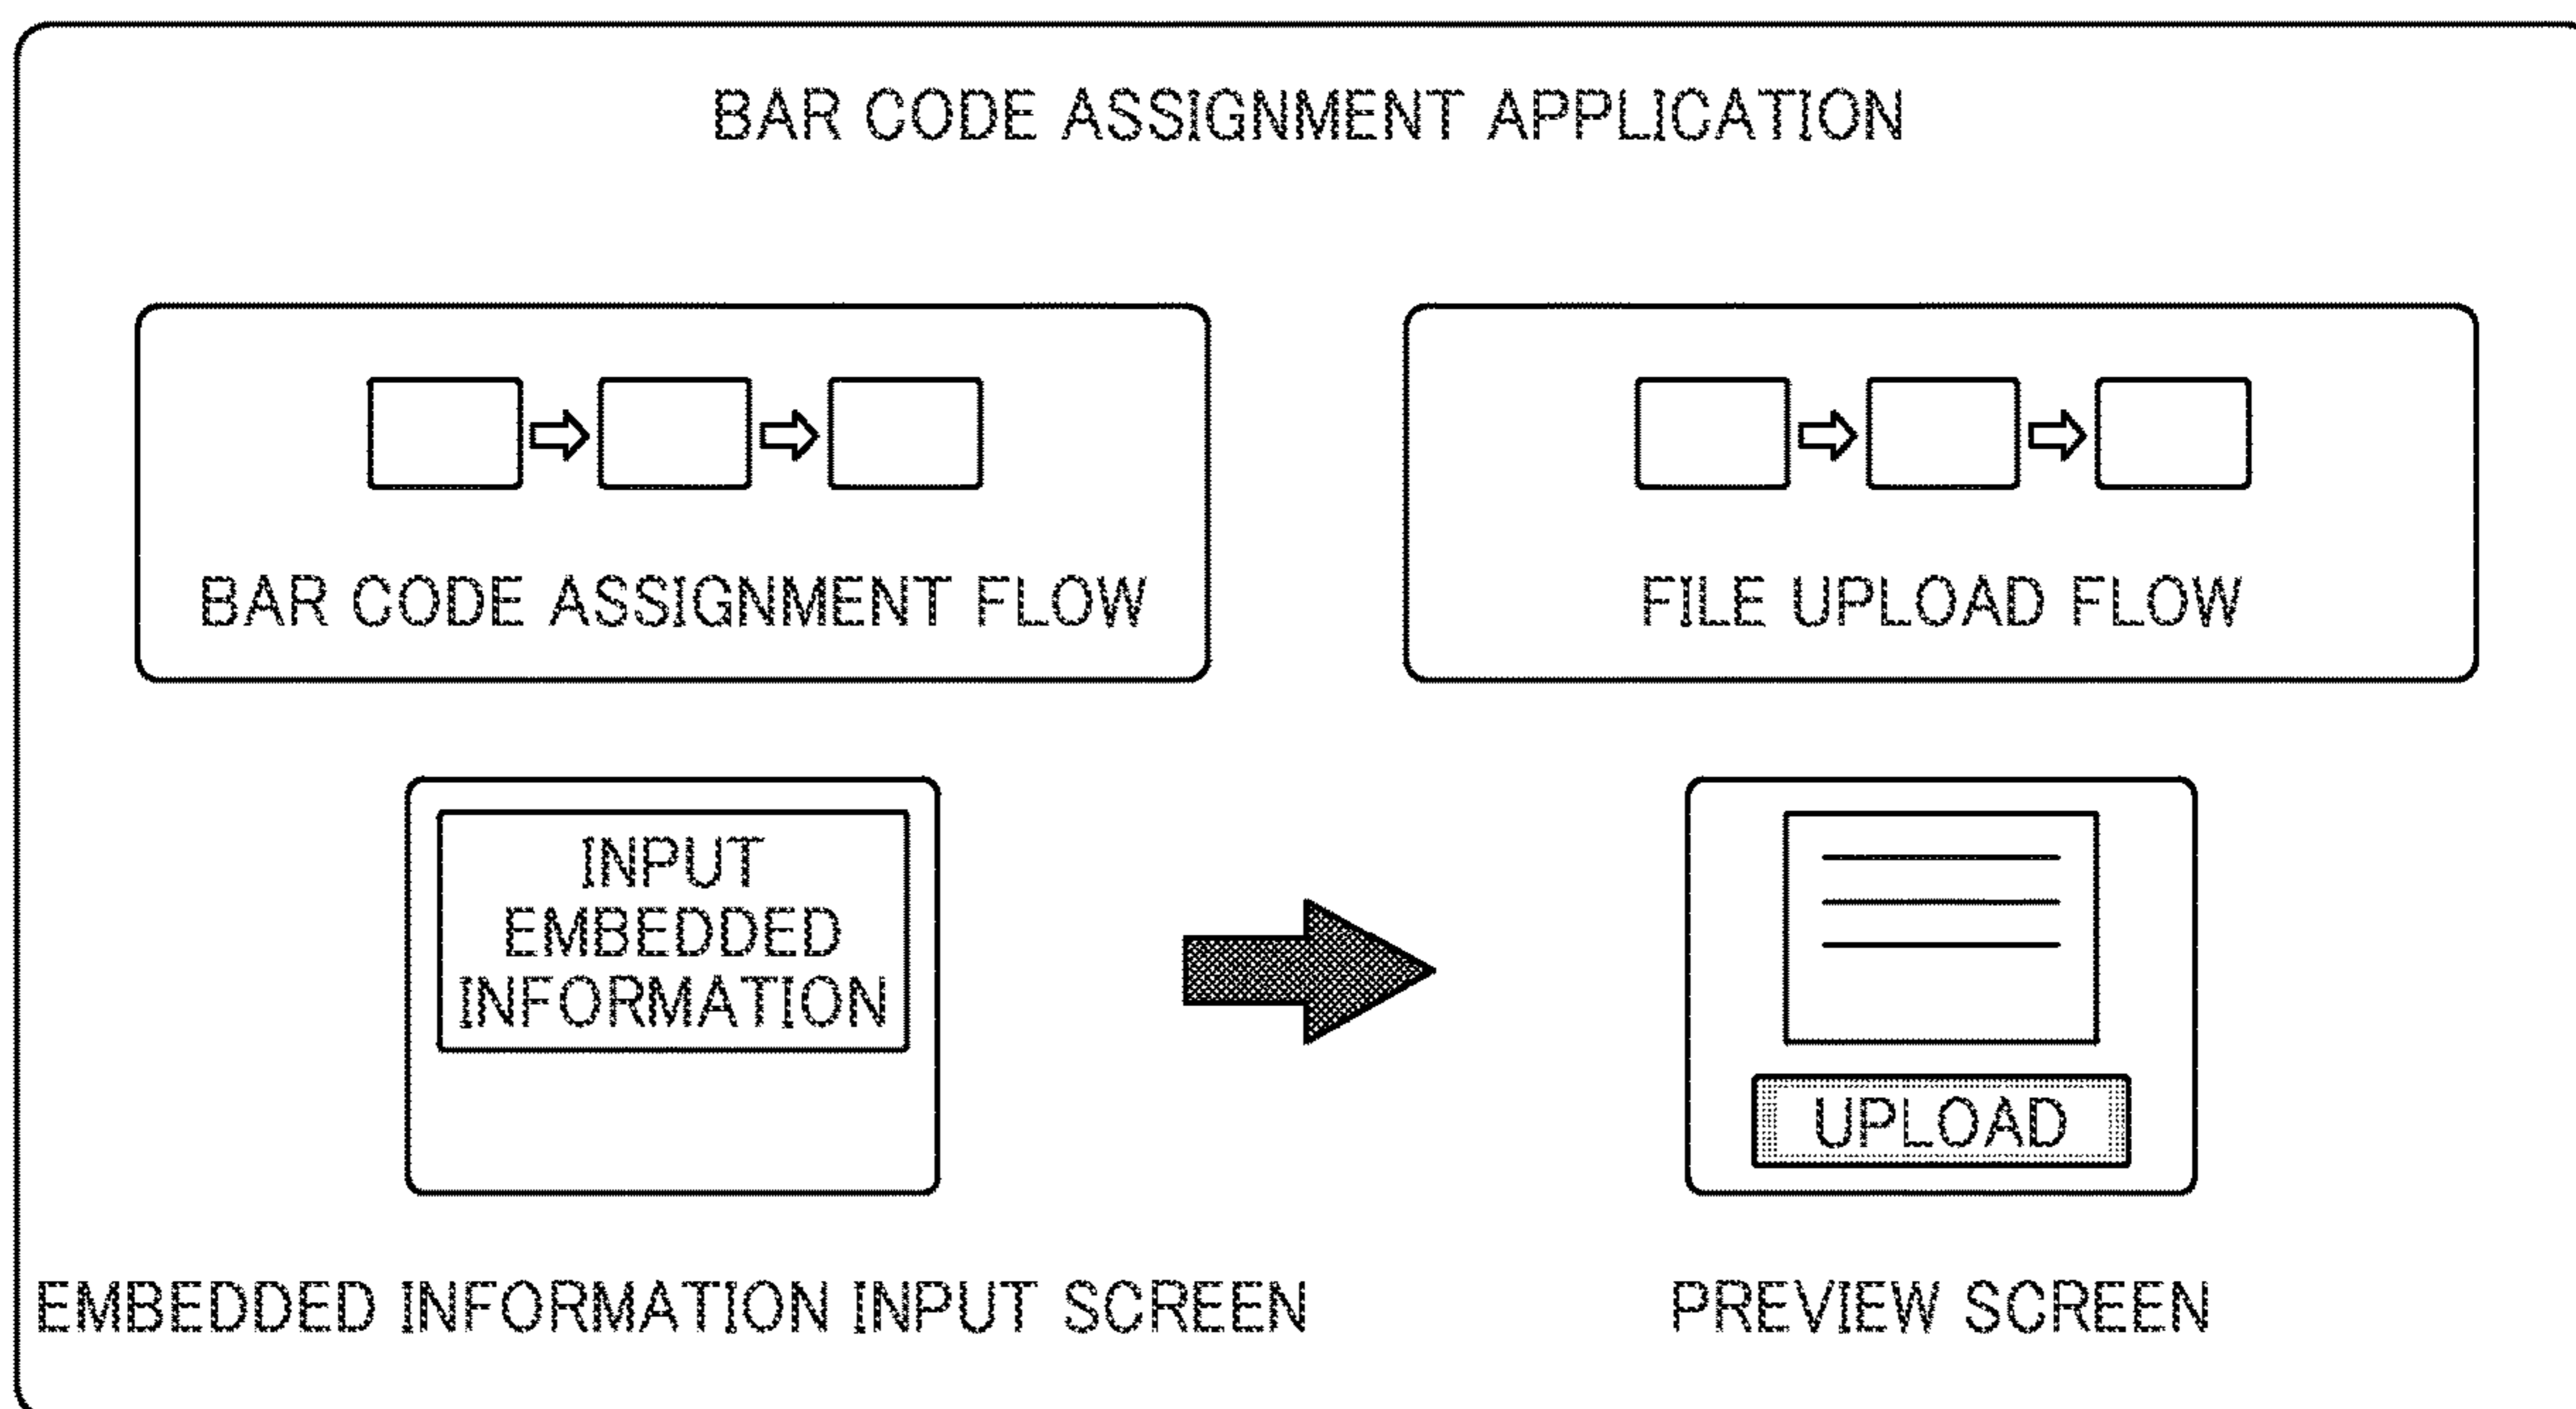 BAR CODE ASSIGNMENT APPLICATION
BAR CODE ASSIGNMENT FLOW
FILE UPLOAD FLOW
INPUT
EMBEDDED
INFORMATION
UPLOAD
EMBEDDED INFORMATION INPUT SCREEN
PREVIEW SCREEN